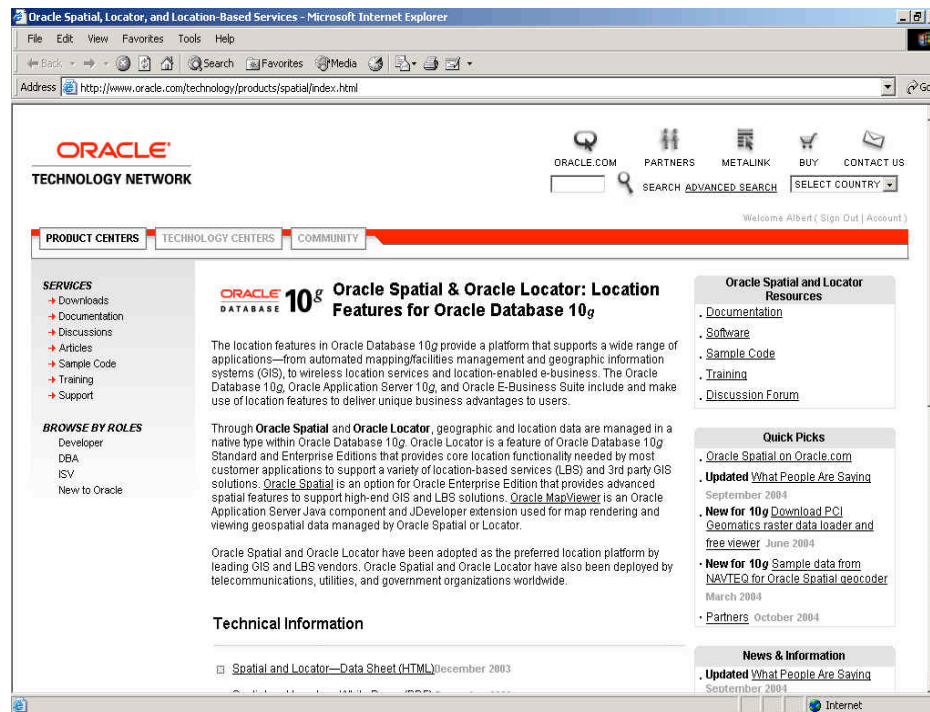 Oracle Spatial, Locator, and Location-Based Services - Microsoft Internet Explorer
File Edit View Favorites Tools Help
Back Search Favorites Media
Address http://www.oracle.com/technology/products/spatial/index.html Go
ORACLE
TECHNOLOGY NETWORK
ORACLE.COM PARTNERS METALINK BUY CONTACT US
SEARCH ADVANCED SEARCH SELECT COUNTRY
Welcome Albert ( Sign Out | Account )
PRODUCT CENTERS TECHNOLOGY CENTERS COMMUNITY
SERVICES
Downloads
Documentation
Discussions
Articles
Sample Code
Training
Support
BROWSE BY ROLES
Developer
DBA
ISV
New to Oracle
ORACLE DATABASE 10g
Oracle Spatial & Oracle Locator: Location
Features for Oracle Database 10g
The location features in Oracle Database 10g provide a platform that supports a wide range of
applications—from automated mapping/facilities management and geographic information
systems (GIS), to wireless location services and location-enabled e-business. The Oracle
Database 10g, Oracle Application Server 10g, and Oracle E-Business Suite include and make
use of location features to deliver unique business advantages to users.
Through Oracle Spatial and Oracle Locator, geographic and location data are managed in a
native type within Oracle Database 10g. Oracle Locator is a feature of Oracle Database 10g
Standard and Enterprise Editions that provides core location functionality needed by most
customer applications to support a variety of location-based services (LBS) and 3rd party GIS
solutions. Oracle Spatial is an option for Oracle Enterprise Edition that provides advanced
spatial features to support high-end GIS and LBS solutions. Oracle MapViewer is an Oracle
Application Server Java component and JDeveloper extension used for map rendering and
viewing geospatial data managed by Oracle Spatial or Locator.
Oracle Spatial and Oracle Locator have been adopted as the preferred location platform by
leading GIS and LBS vendors. Oracle Spatial and Oracle Locator have also been deployed by
telecommunications, utilities, and government organizations worldwide.
Technical Information
Spatial and Locator—Data Sheet (HTML)December 2003
Oracle Spatial and Locator
Resources
Documentation
Software
Sample Code
Training
Discussion Forum
Quick Picks
Oracle Spatial on Oracle.com
Updated What People Are Saying
September 2004
New for 10g Download PCI
Geomatics raster data loader and
free viewer June 2004
New for 10g Sample data from
NAVTEQ for Oracle Spatial geocoder
March 2004
Partners October 2004
News & Information
Updated What People Are Saying
September 2004
Internet